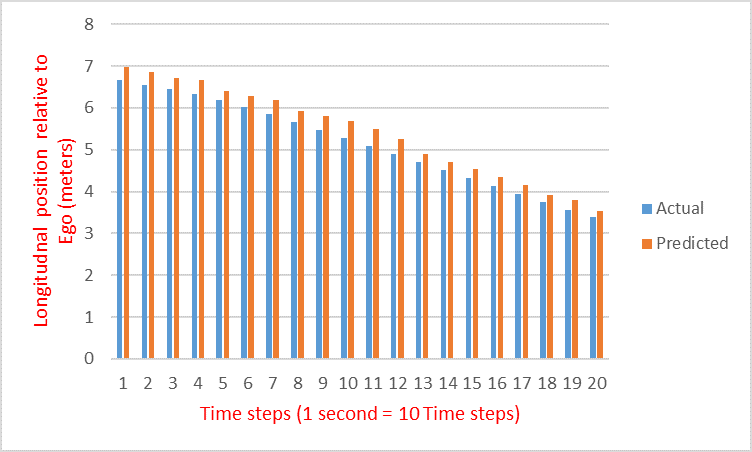 8
7
6
5
4
3
2
1
0
Longitudnal position relative to
Ego (meters)
1 2 3 4 5 6 7 8 9 10 11 12 13 14 15 16 17 18 19 20
Time steps (1 second = 10 Time steps)
Actual
Predicted